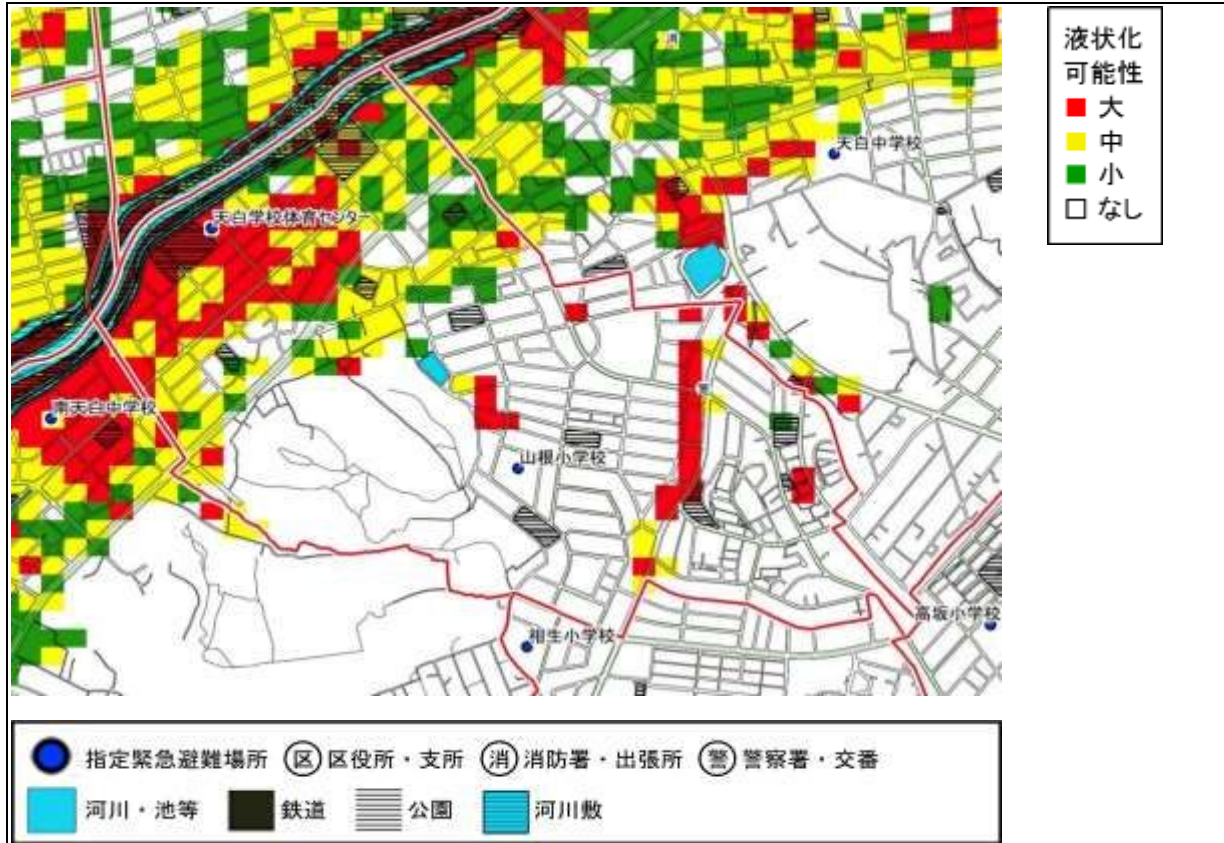 消
液状化
可能性
大
中
小
なし
天白中学校
天白学校体育センター
南天白中学校
警
山根小学校
高坂小学校
相生小学校
指定緊急避難場所 区 区役所・支所 消 消防署・出張所 警 警察署・交番
河川・池等 鉄道 公園 河川敷